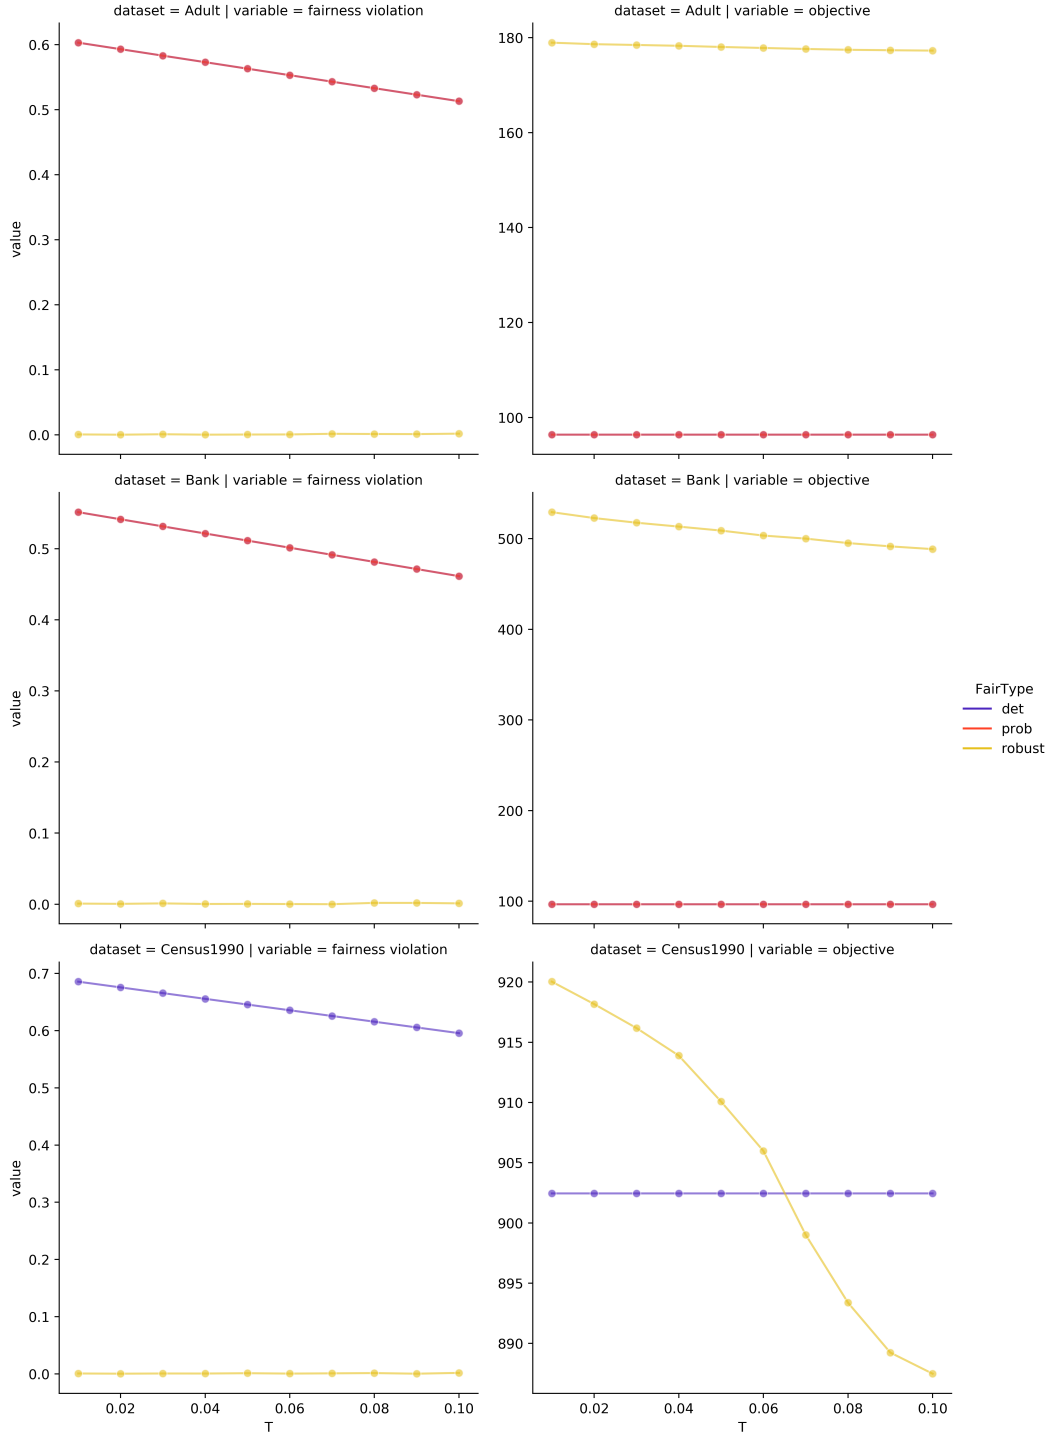 dataset = Adult | variable = fairness violation
0.6
0.5
0.4
0.3
0.2
0.1
0.0
value
dataset = Adult | variable = objective
180
160
140
120
100
dataset = Bank | variable = fairness violation
0.5
0.4
0.3
0.2
0.1
0.0
value
dataset = Bank | variable = objective
500
400
300
200
100
FairType
det
prob
robust
dataset = Census1990 | variable = fairness violation
0.7
0.6
0.5
0.4
0.3
0.2
0.1
0.0
value
0.02 0.04 0.06 0.08 0.10
T
dataset = Census1990 | variable = objective
920
915
910
905
900
895
890
0.02 0.04 0.06 0.08 0.10
T